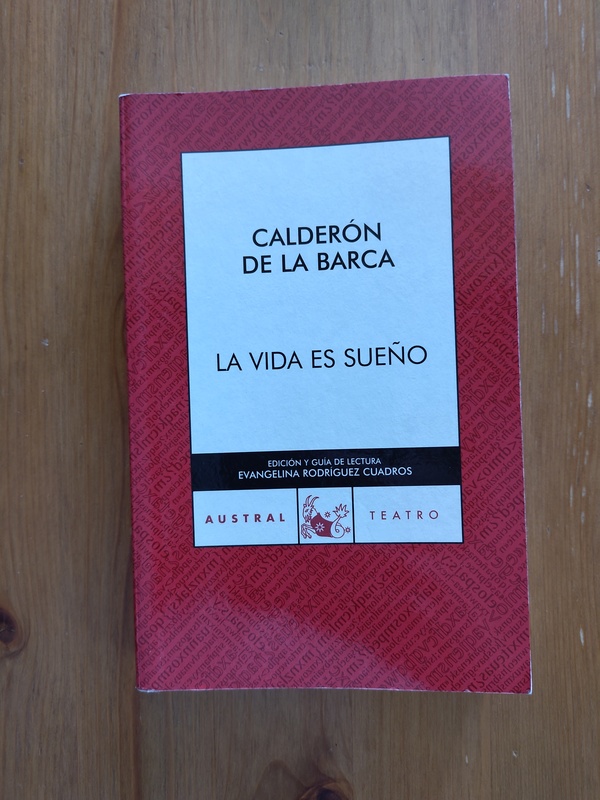 CALDERÓN
DE LA BARCA
LA VIDA ES SUEÑO
EDICIÓN Y GUÍA DE LECTURA
EVANGELINA RODRÍGUEZ CUADROS
AUSTRAL
TEATRO